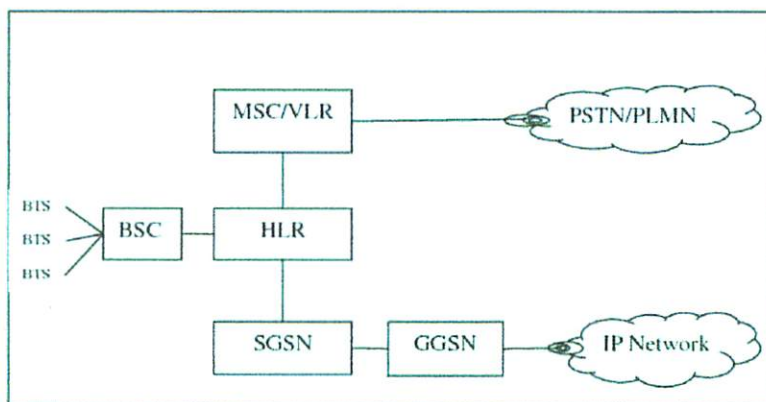 MSC/VLR
PSTN/PLMN
BTS
BTS
BTS
BSC
HLR
SGSN
GGSN
IP Network